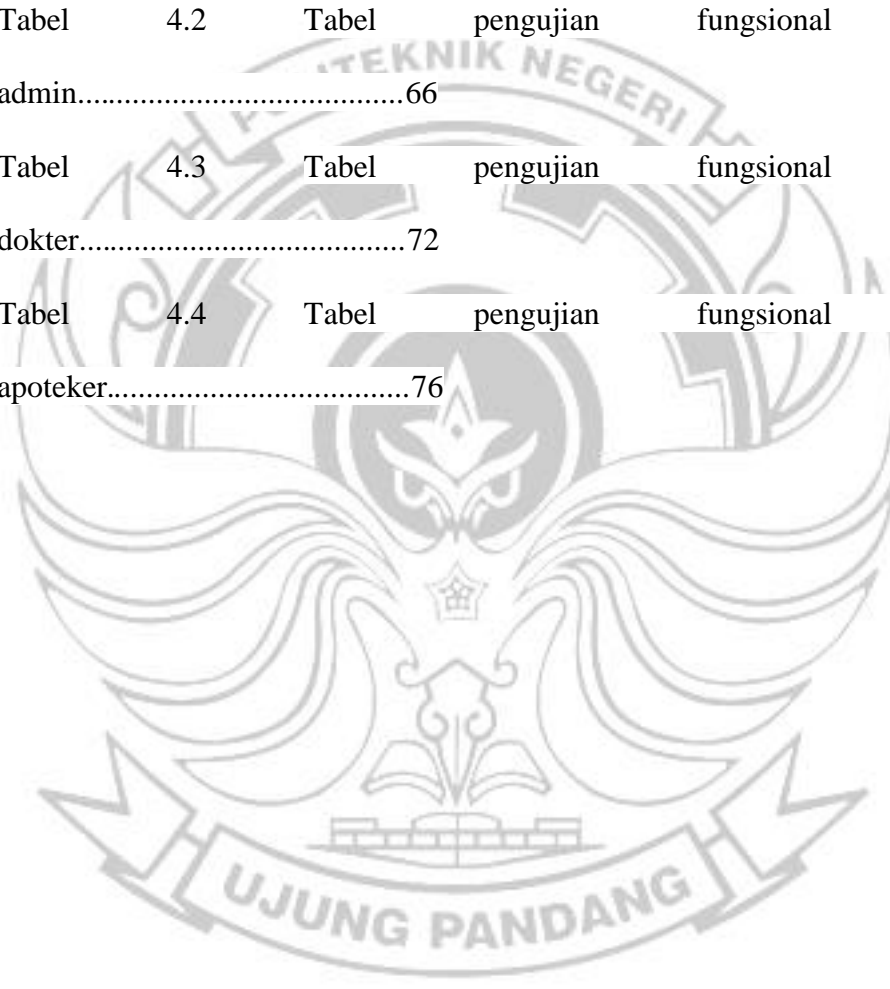 Tabel 4.2 Tabel pengujian fungsional
admin......................................66
Tabel 4.3 Tabel pengujian fungsional
dokter......................................72
Tabel 4.4 Tabel pengujian fungsional
apoteker...................................76
NEGERI
UJUNG PANDANG